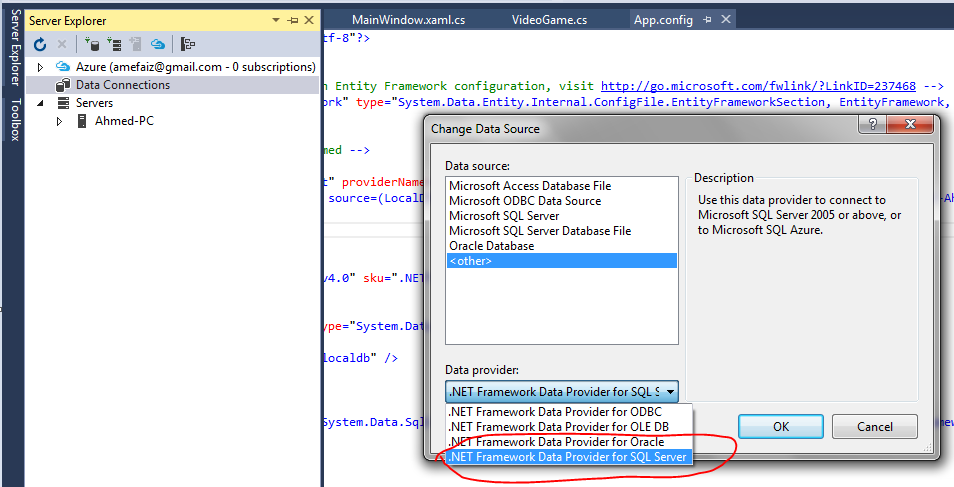 Server Explorer
Toolbox
Server Explorer
Azure (amefaiz@gmail.com - 0 subscriptions)
Data Connections
Servers
Ahmed-PC
MainWindow.xaml.cs VideoGame.cs App.config
tf-8"?>
n Entity Framework configuration, visit http://go.microsoft.com/fwlink/?LinkID=237468 -->
ork" type="System.Data.Entity.Internal.ConfigFile.EntityFrameworkSection, EntityFramework,
med -->
t" providerName
source=(LocalD
-Ah
v4.0" sku=".NET
ype="System.Dat
localdb" />
System.Data.Sql
Change Data Source
?
Data source:
Microsoft Access Database File
Microsoft ODBC Data Source
Microsoft SQL Server
Microsoft SQL Server Database File
Oracle Database
<other>
Description
Use this data provider to connect to
Microsoft SQL Server 2005 or above, or
to Microsoft SQL Azure.
Data provider:
.NET Framework Data Provider for SQL S
.NET Framework Data Provider for ODBC
.NET Framework Data Provider for OLE DB
.NET Framework Data Provider for Oracle
.NET Framework Data Provider for SQL Server
OK
Cancel